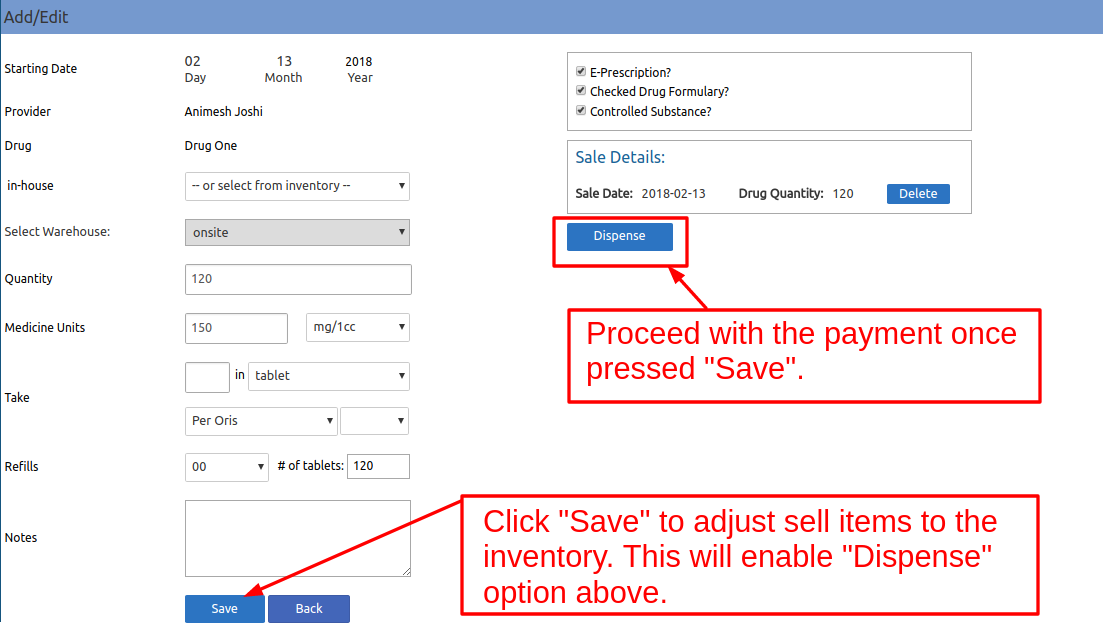 Add/Edit
Starting Date
02 13 2018
Day Month Year
Provider Animesh Joshi
Drug Drug One
in-house -- or select from inventory --
Select Warehouse: onsite
Quantity 120
Medicine Units 150 mg/1cc
Take in tablet
Per Oris
Refills 00 # of tablets: 120
Notes
Save Back
E-Prescription?
Checked Drug Formulary?
Controlled Substance?
Sale Details:
Sale Date: 2018-02-13 Drug Quantity: 120 Delete
Dispense
Proceed with the payment once
pressed "Save".
Click "Save" to adjust sell items to the
inventory. This will enable "Dispense"
option above.